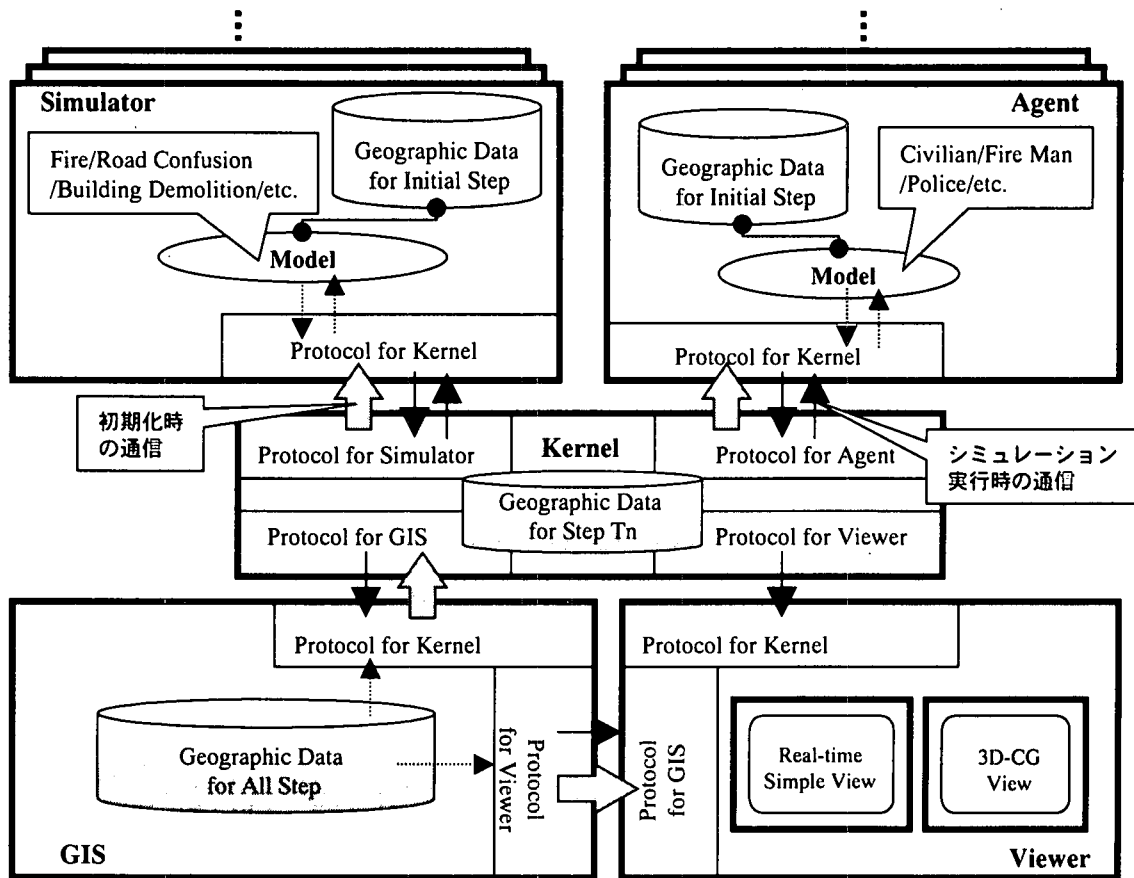 Simulator
Geographic Data
for Initial Step
Fire/Road Confusion
/Building Demolition/etc.
Model
Protocol for Kernel
Agent
Geographic Data
for Initial Step
Civilian/Fire Man
/Police/etc.
Model
Protocol for Kernel
初期化時
の通信
シミュレーション
実行時の通信
Protocol for Simulator
Kernel
Protocol for Agent
Geographic Data
for Step Tn
Protocol for GIS
Protocol for Viewer
Protocol for Kernel
Geographic Data
for All Step
Protocol
for Viewer
GIS
Protocol for Kernel
Protocol
for GIS
Real-time
Simple View
3D-CG
View
Viewer